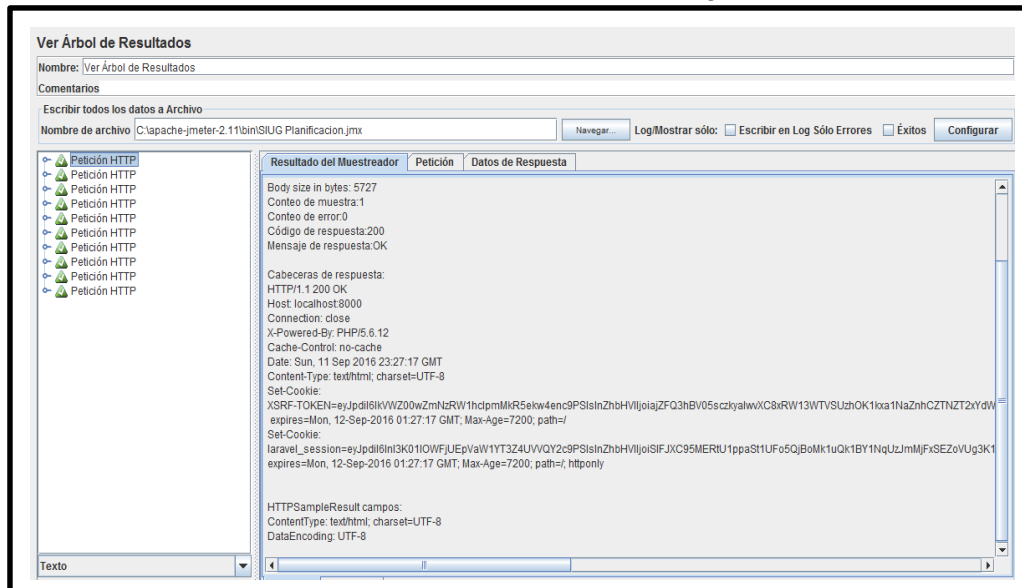 Ver Árbol de Resultados
Nombre: Ver Árbol de Resultados
Comentarios
Escribir todos los datos a Archivo
Nombre de archivo C:\apache-jmeter-2.11\bin\SIUG Planificacion.jmx Navegar... Log/Mostrar sólo: Escribir en Log Sólo Errores Éxitos Configurar
Petición HTTP
Petición HTTP
Petición HTTP
Petición HTTP
Petición HTTP
Petición HTTP
Petición HTTP
Petición HTTP
Petición HTTP
Petición HTTP
Texto
Resultado del Muestreador Petición Datos de Respuesta
Body size in bytes: 5727
Conteo de muestra:1
Conteo de error:0
Código de respuesta:200
Mensaje de respuesta:OK
Cabeceras de respuesta:
HTTP/1.1 200 OK
Host: localhost:8000
Connection: close
X-Powered-By: PHP/5.6.12
Cache-Control: no-cache
Date: Sun, 11 Sep 2016 23:27:17 GMT
Content-Type: text/html; charset=UTF-8
Set-Cookie:
expires=Mon, 12-Sep-2016 01:27:17 GMT; Max-Age=7200; path=/
Set-Cookie:
expires=Mon, 12-Sep-2016 01:27:17 GMT; Max-Age=7200; path=/; httponly
HTTPSampleResult campos:
ContentType: text/html; charset=UTF-8
DataEncoding: UTF-8